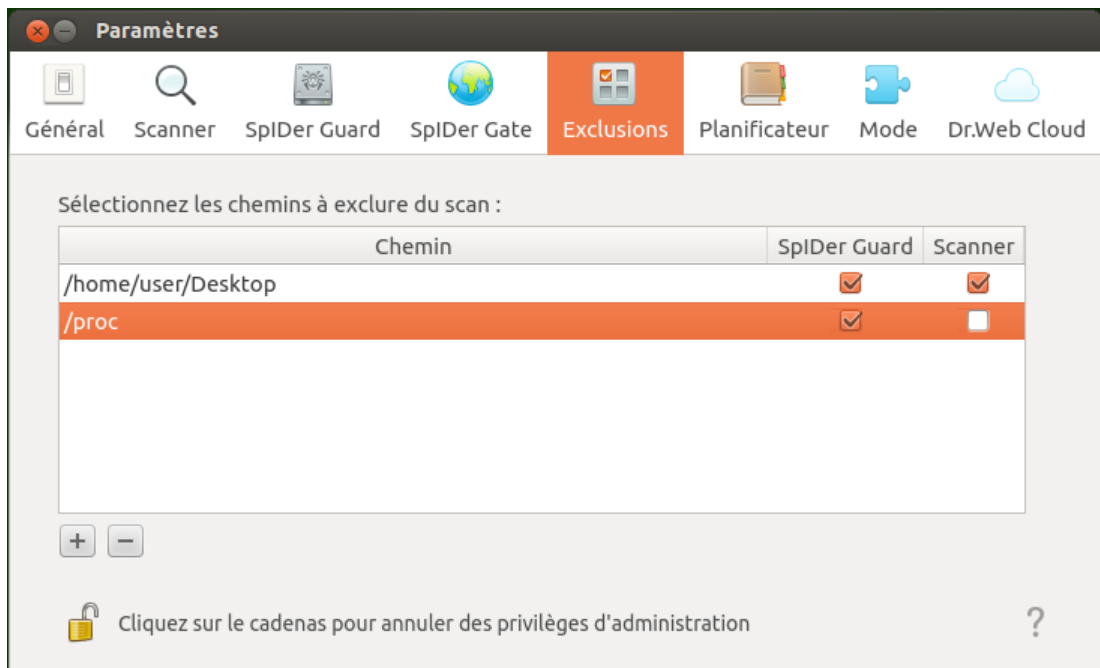 Paramètres
Général Scanner SpIDer Guard SpIDer Gate Exclusions Planificateur Mode Dr.Web Cloud
Sélectionnez les chemins à exclure du scan :
Chemin SpIDer Guard Scanner
/home/user/Desktop
/proc
+ −
Cliquez sur le cadenas pour annuler des privilèges d'administration ?